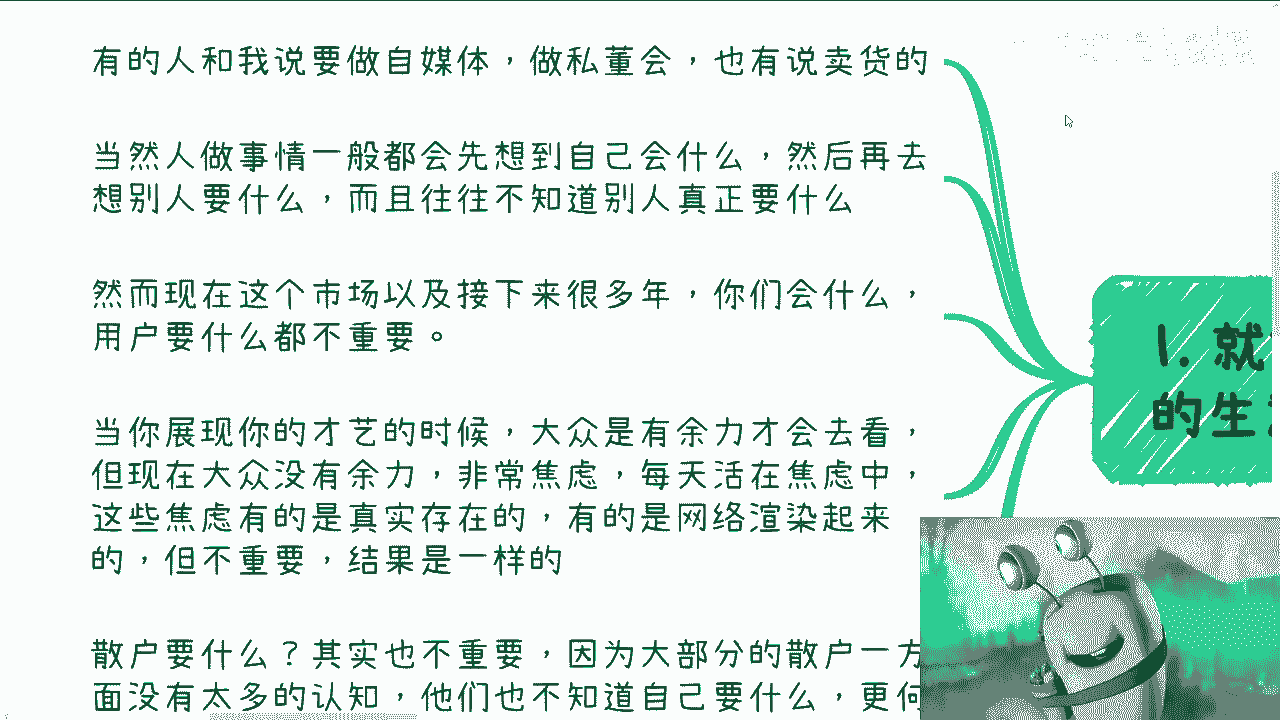 有的人和我说要做自媒体，做私董会，也有说卖货的
当然人做事情一般都会先想到自己会什么，然后再去
想别人要什么，而且往往不知道别人真正要什么
然而现在这个市场以及接下来很多年，你们会什么，
用户要什么都不重要。
当你展现你的才艺的时候，大众是有余力才会去看，
但现在大众没有余力，非常焦虑，每天活在焦虑中，
这些焦虑有的是真实存在的，有的是网络渲染起来
的，但不重要，结果是一样的
散户要什么？其实也不重要，因为大部分的散户一方
面没有太多的认知，他们也不知道自己要什么，更何
1. 就
的生